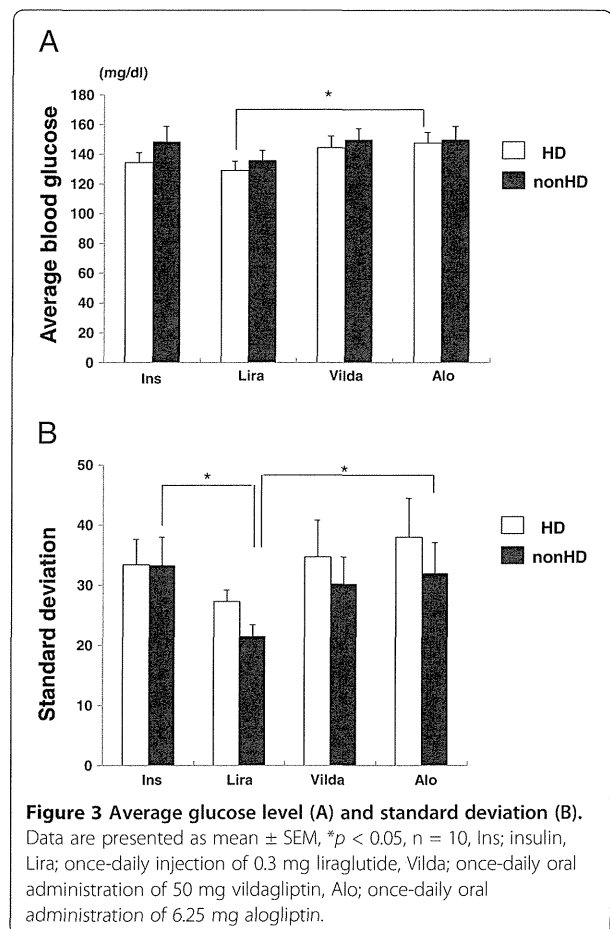 A
(mg/dl)
*
180
160
140
120
100
80
60
40
20
0
Average blood glucose
HD
nonHD
Ins Lira Vilda Alo
B
50
40
30
20
10
0
* *
Standard deviation
HD
nonHD
Ins Lira Vilda Alo
Figure 3 Average glucose level (A) and standard deviation (B).
Data are presented as mean ± SEM, *p < 0.05, n = 10, Ins; insulin,
Lira; once-daily injection of 0.3 mg liraglutide, Vilda; once-daily oral
administration of 50 mg vildagliptin, Alo; once-daily oral
administration of 6.25 mg alogliptin.